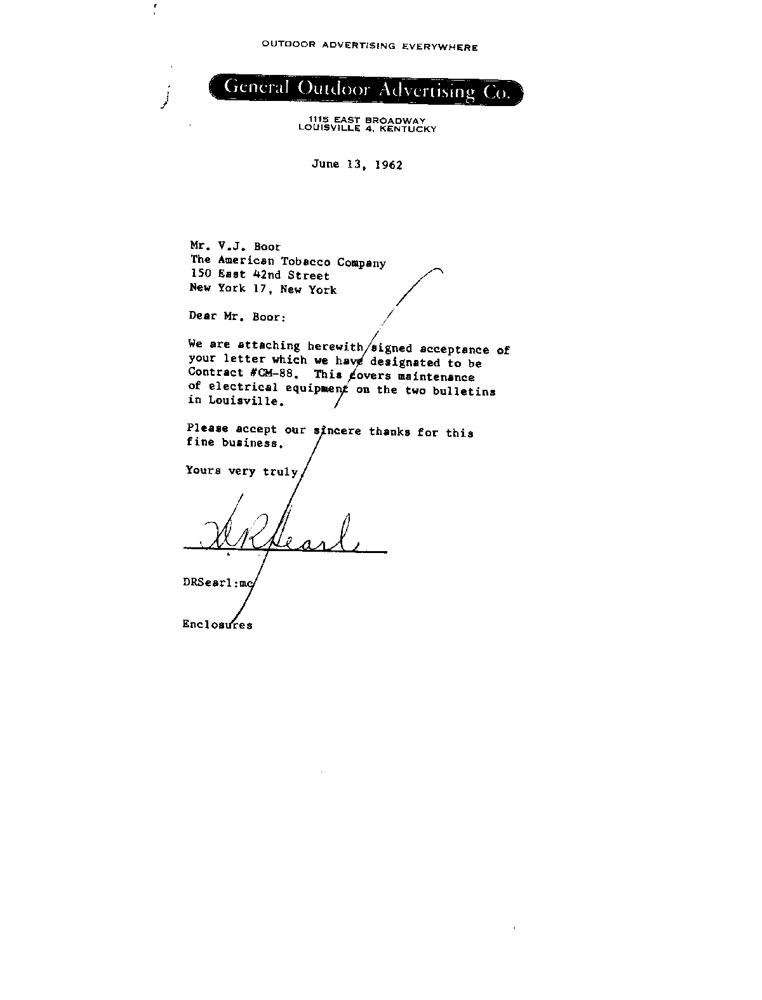 OUTDOOR ADVERTISING EVERYWHERE
General Outdoor Advertising Co.
1115 EAST BROADWAY
LOUISVILLE 4, KENTUCKY
June 13, 1962
Mr. V.J. Boor
The American Tobacco Company
150 East 42nd Street
New York 17, New York
Dear Mr. Boor:
We are attaching herewith signed acceptance of
your letter which we have designated to be
Contract #GM-88. This covers maintenance
of electrical equipment on the two bulletins
in Louisville.
Please accept our sincere thanks for this
fine business.
Yours very truly,
DRSearl
DRSearl:mc
Enclosures